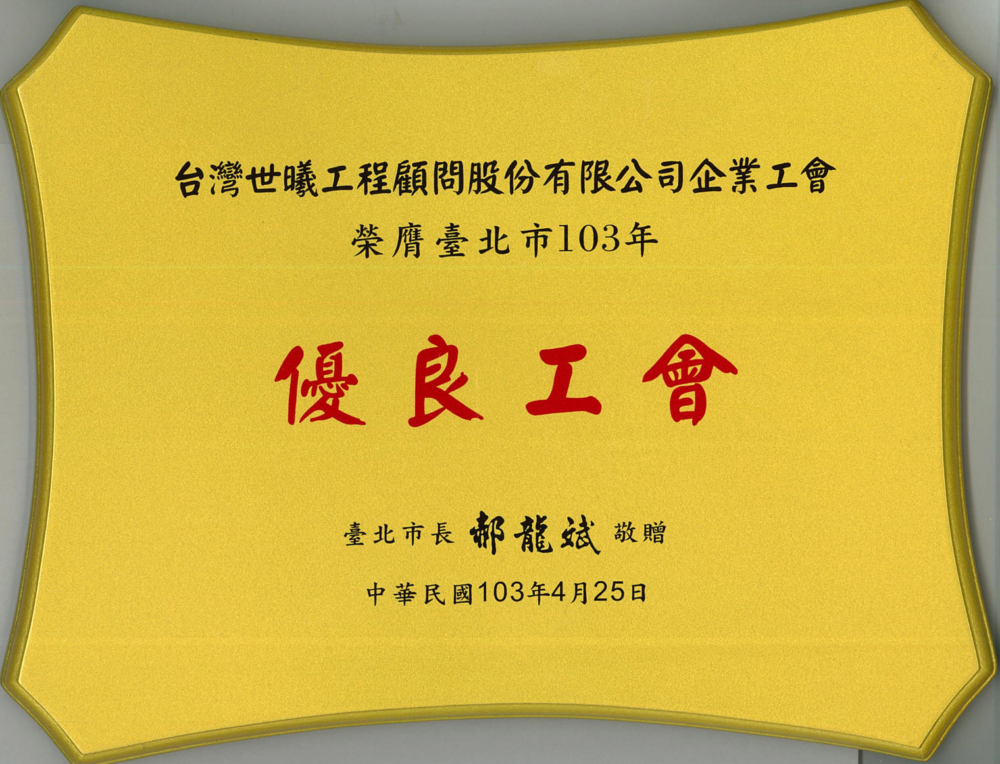 台灣世曦工程顧問股份有限公司企業工會
榮膺臺北市103年
優良工會
臺北市長 郝龍斌 敬贈
中華民國103年4月25日